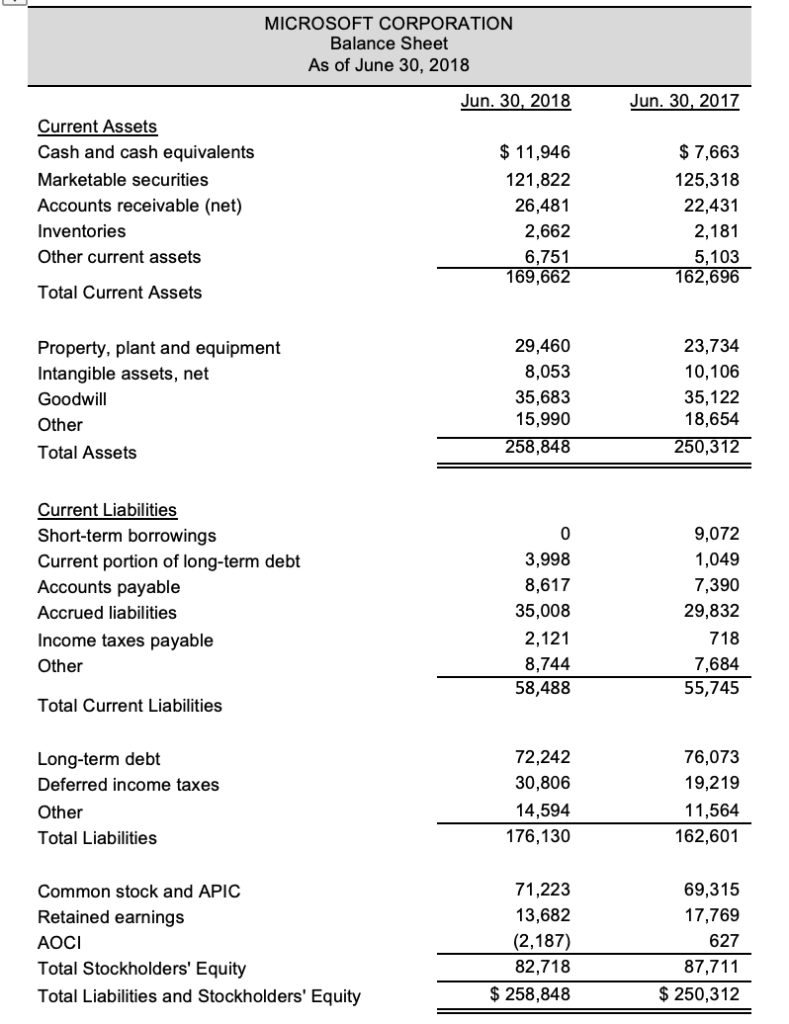 MICROSOFT CORPORATION
Balance Sheet
As of June 30, 2018
Jun. 30, 2018 Jun. 30, 2017
Current Assets
Cash and cash equivalents $ 11,946 $ 7,663
Marketable securities 121,822 125,318
Accounts receivable (net) 26,481 22,431
Inventories 2,662 2,181
Other current assets 6,751 5,103
Total Current Assets 169,662 162,696
Property, plant and equipment 29,460 23,734
Intangible assets, net 8,053 10,106
Goodwill 35,683 35,122
Other 15,990 18,654
Total Assets 258,848 250,312
Current Liabilities
Short-term borrowings 0 9,072
Current portion of long-term debt 3,998 1,049
Accounts payable 8,617 7,390
Accrued liabilities 35,008 29,832
Income taxes payable 2,121 718
Other 8,744 7,684
Total Current Liabilities 58,488 55,745
Long-term debt 72,242 76,073
Deferred income taxes 30,806 19,219
Other 14,594 11,564
Total Liabilities 176,130 162,601
Common stock and APIC 71,223 69,315
Retained earnings 13,682 17,769
AOCI (2,187) 627
Total Stockholders' Equity 82,718 87,711
Total Liabilities and Stockholders' Equity $ 258,848 $ 250,312